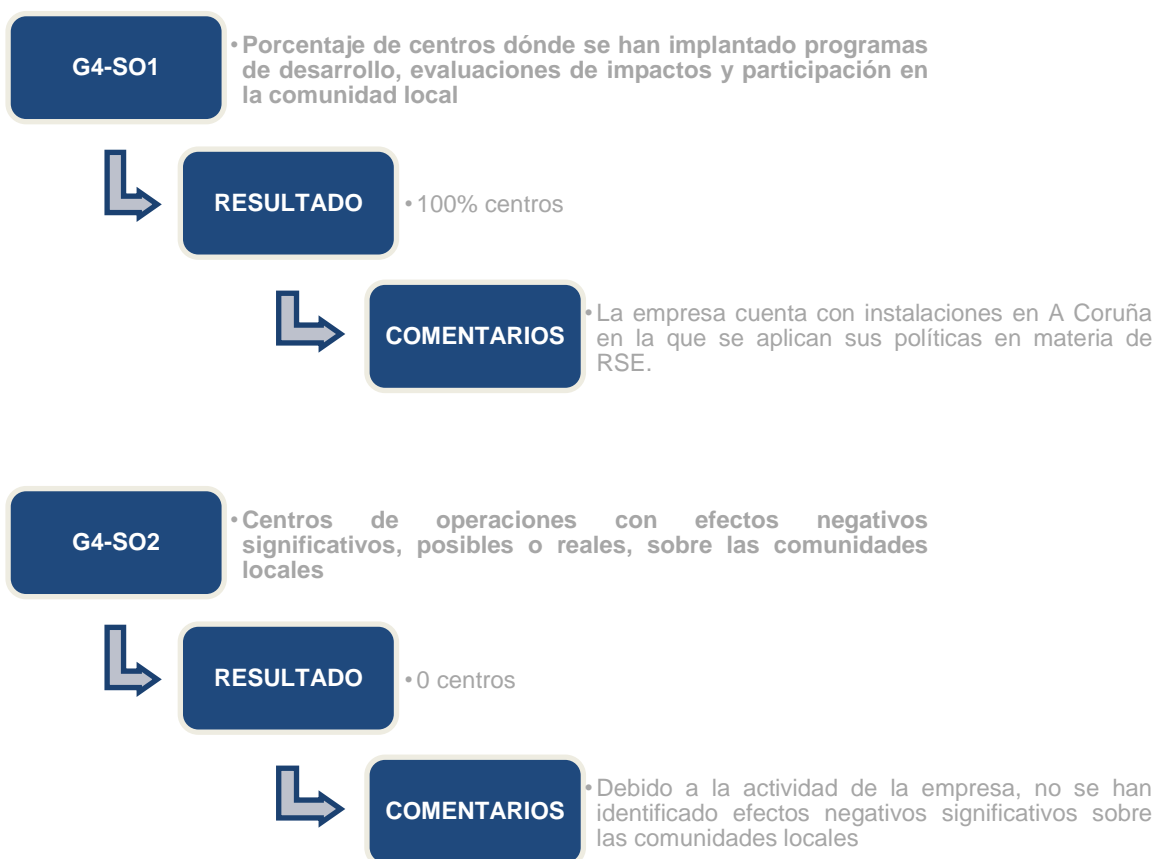 G4-SO1
• Porcentaje de centros dónde se han implantado programas
de desarrollo, evaluaciones de impactos y participación en
la comunidad local
RESULTADO
• 100% centros
COMENTARIOS
• La empresa cuenta con instalaciones en A Coruña
en la que se aplican sus políticas en materia de
RSE.
G4-SO2
• Centros de operaciones con efectos negativos
significativos, posibles o reales, sobre las comunidades
locales
RESULTADO
• 0 centros
COMENTARIOS
• Debido a la actividad de la empresa, no se han
identificado efectos negativos significativos sobre
las comunidades locales